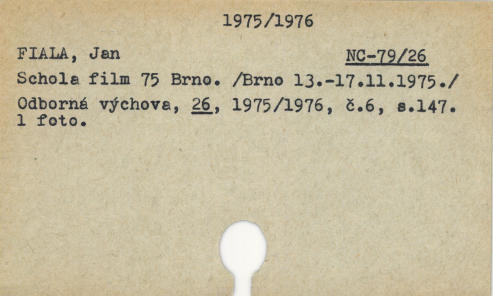 1975/1976
FIALA, Jan NC-79/26
Schola film 75 Brno. /Brno 13.-17.11.1975./
Odborná výchova, 26, 1975/1976, č.6, s.147.
1 foto.